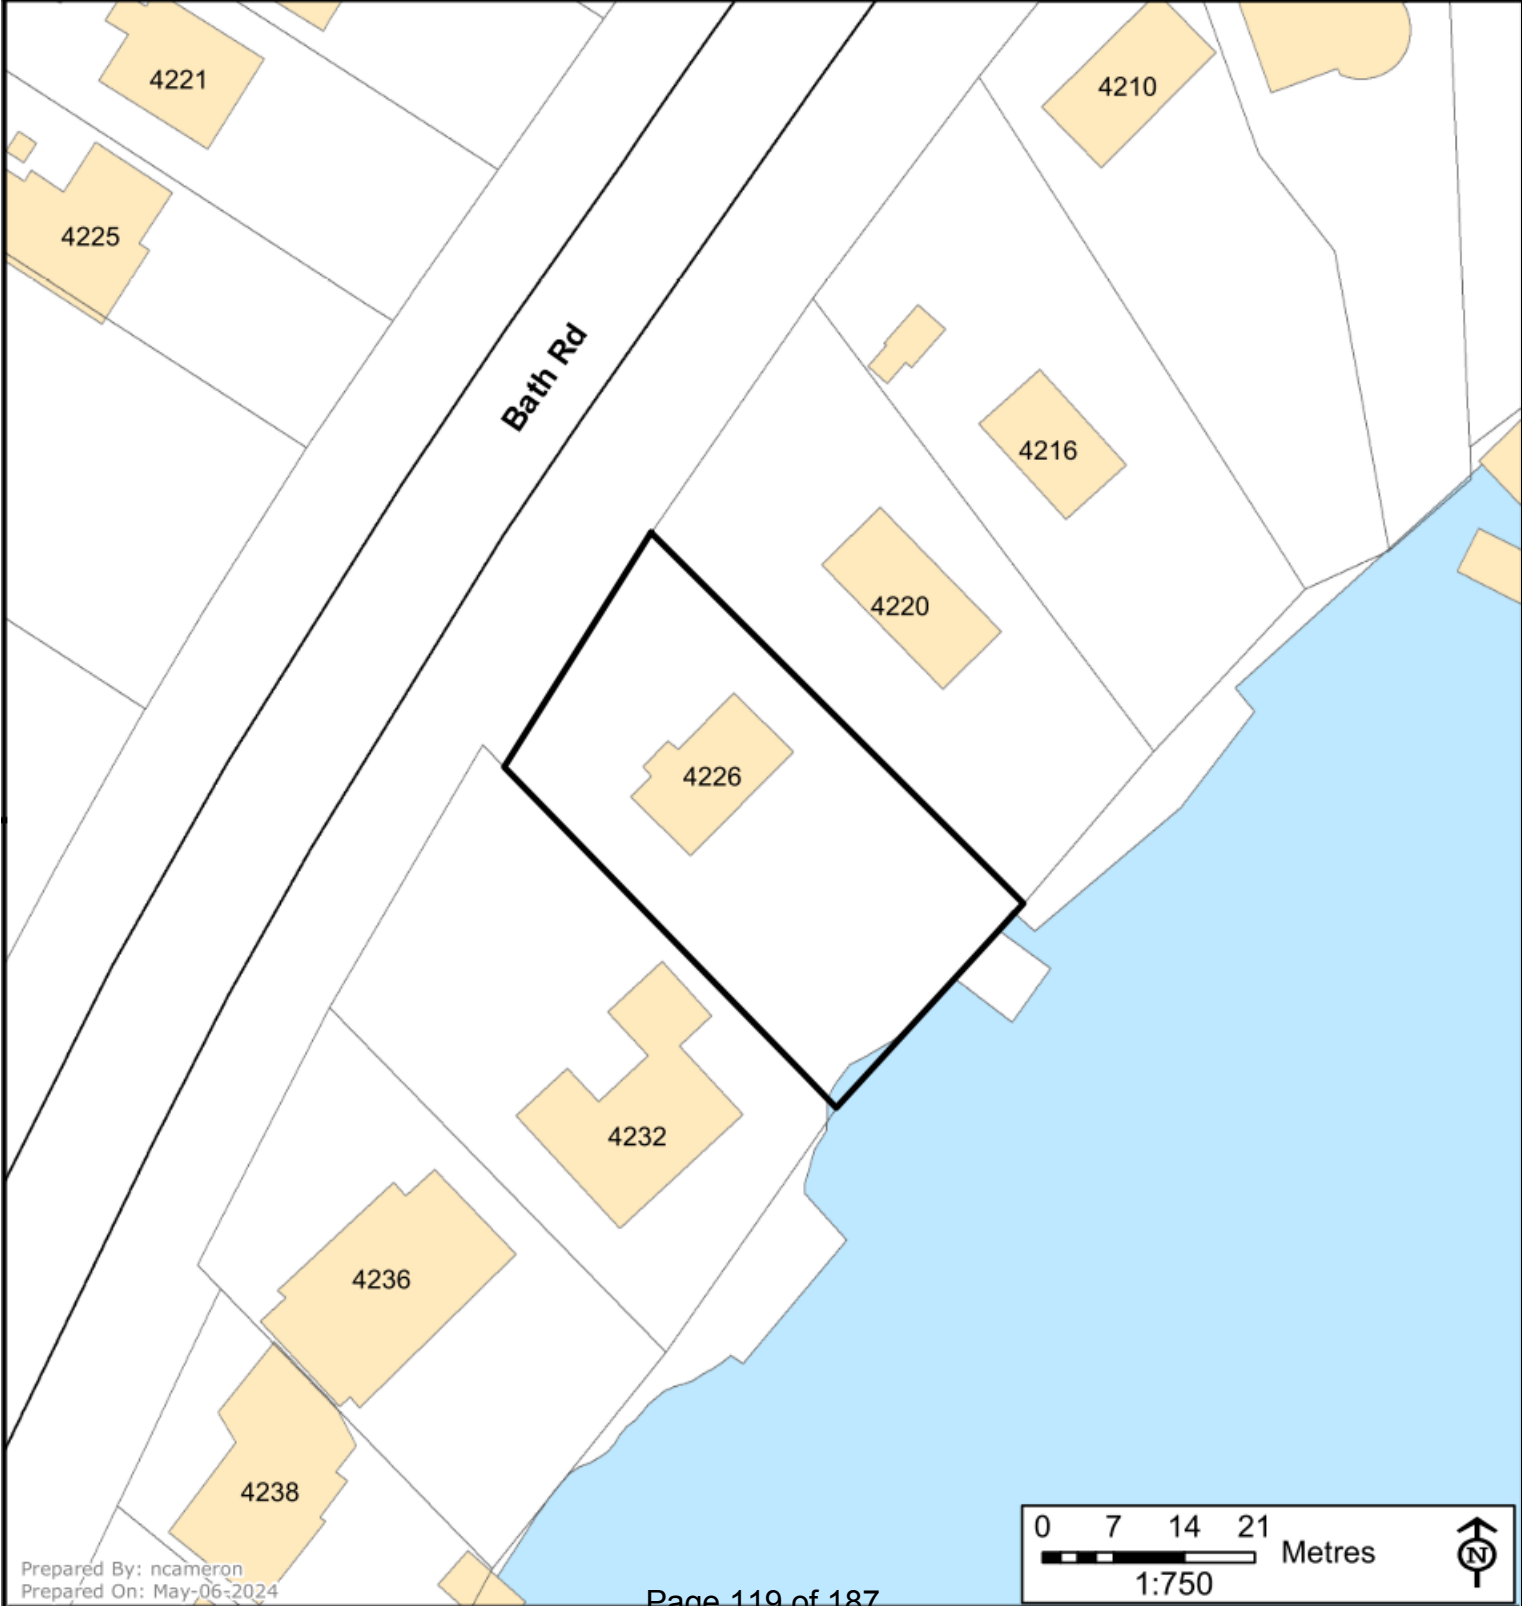 4221
4210
4225
Bath Rd
4216
4220
4226
4232
4236
4238
0 7 14 21 Metres
1:750
N
Prepared By: ncameron
Prepared On: May-06-2024
Page 119 of 187